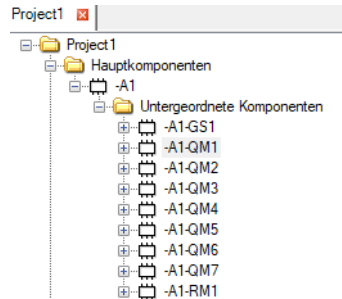 Project1
Project1
Hauptkomponenten
-A1
Untergeordnete Komponenten
-A1-GS1
-A1-QM1
-A1-QM2
-A1-QM3
-A1-QM4
-A1-QM5
-A1-QM6
-A1-QM7
-A1-RM1